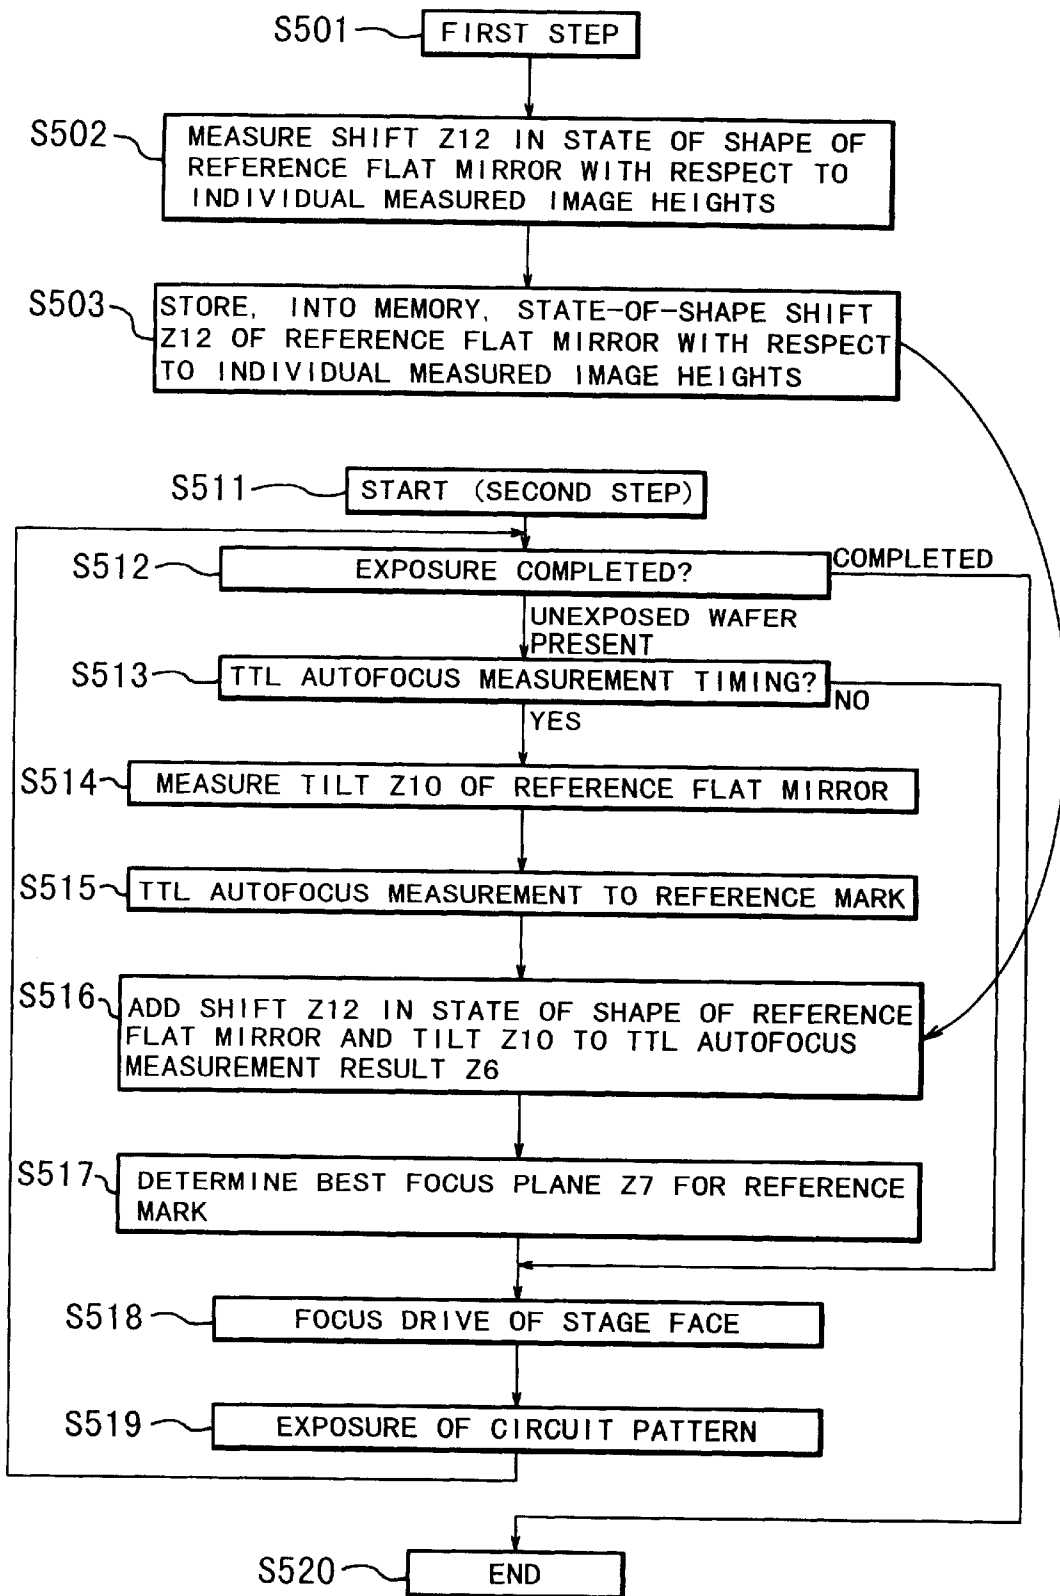 S501
FIRST STEP
S502
MEASURE SHIFT Z12 IN STATE OF SHAPE OF
REFERENCE FLAT MIRROR WITH RESPECT TO
INDIVIDUAL MEASURED IMAGE HEIGHTS
S503
STORE, INTO MEMORY, STATE-OF-SHAPE SHIFT
Z12 OF REFERENCE FLAT MIRROR WITH RESPECT
TO INDIVIDUAL MEASURED IMAGE HEIGHTS
S511
START (SECOND STEP)
S512
EXPOSURE COMPLETED?
COMPLETED
UNEXPOSED WAFER
PRESENT
S513
TTL AUTOFOCUS MEASUREMENT TIMING?
NO
YES
S514
MEASURE TILT Z10 OF REFERENCE FLAT MIRROR
S515
TTL AUTOFOCUS MEASUREMENT TO REFERENCE MARK
S516
ADD SHIFT Z12 IN STATE OF SHAPE OF REFERENCE
FLAT MIRROR AND TILT Z10 TO TTL AUTOFOCUS
MEASUREMENT RESULT Z6
S517
DETERMINE BEST FOCUS PLANE Z7 FOR REFERENCE
MARK
S518
FOCUS DRIVE OF STAGE FACE
S519
EXPOSURE OF CIRCUIT PATTERN
S520
END